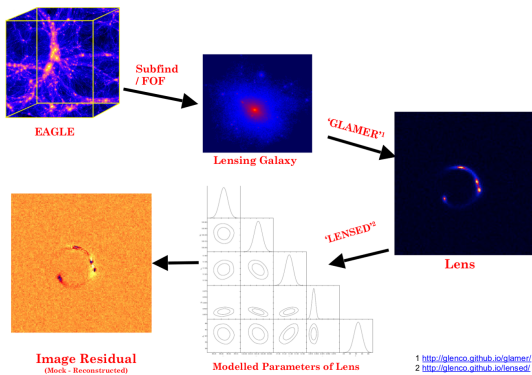 EAGLE
Subfind
/ FOF
Lensing Galaxy
'GLAMER'¹
Lens
'LENSED'²
Modelled Parameters of Lens
Image Residual
(Mock - Reconstructed)
1 http://glenco.github.io/glamer/
2 http://glenco.github.io/lensed/